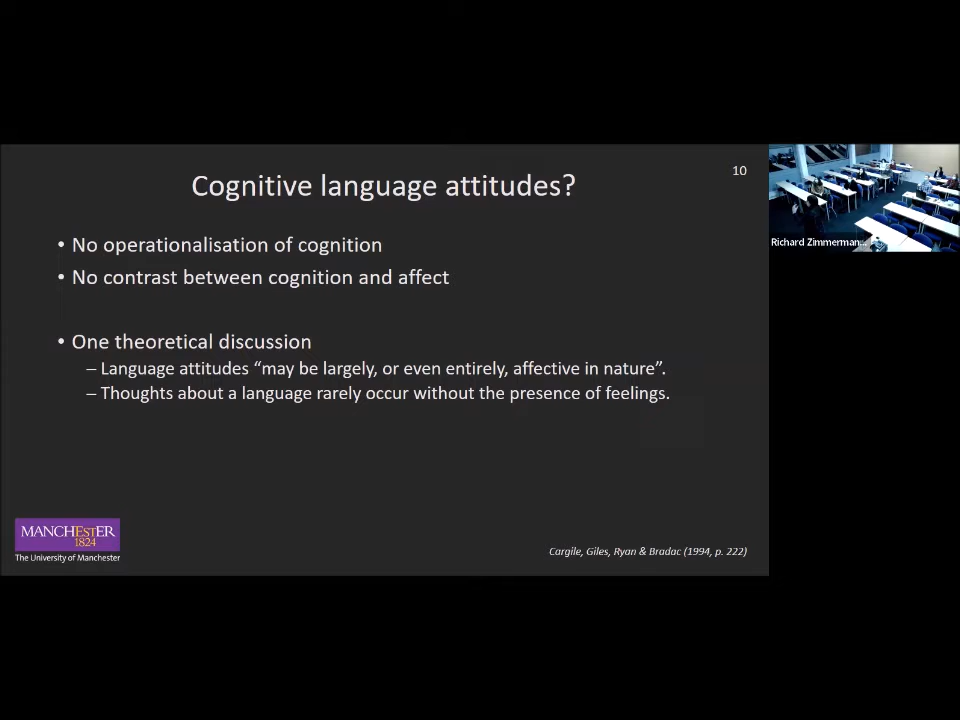 10
Cognitive language attitudes?
• No operationalisation of cognition
• No contrast between cognition and affect
• One theoretical discussion
– Language attitudes “may be largely, or even entirely, affective in nature”.
– Thoughts about a language rarely occur without the presence of feelings.
MANCHESTER
1824
The University of Manchester
Cargile, Giles, Ryan & Bradac (1994, p. 222)
Richard Zimmerman...